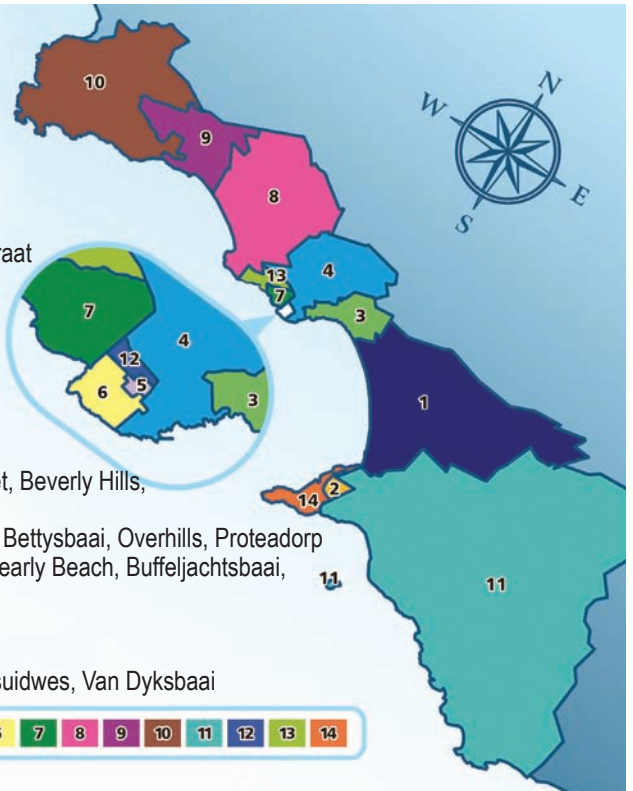 10
N
W
E
S
9
8
raat
13
4
7
3
7
4
12
5
6
3
1
et, Beverly Hills,
2
14
Bettysbaai, Overhills, Proteadorp
early Beach, Buffeljachtsbaai,
11
11
suidwes, Van Dyksbaai
7 8 9 10 11 12 13 14